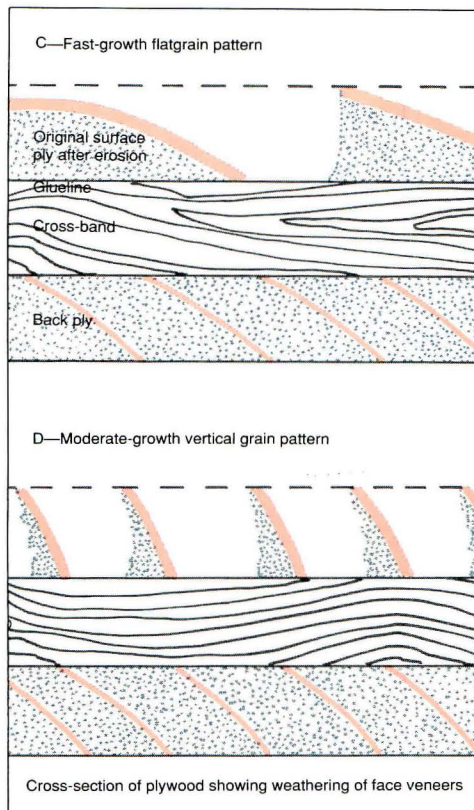 C—Fast-growth flatgrain pattern
Original surface
ply after erosion
Glueline
Cross-band
Back ply
D—Moderate-growth vertical grain pattern
Cross-section of plywood showing weathering of face veneers